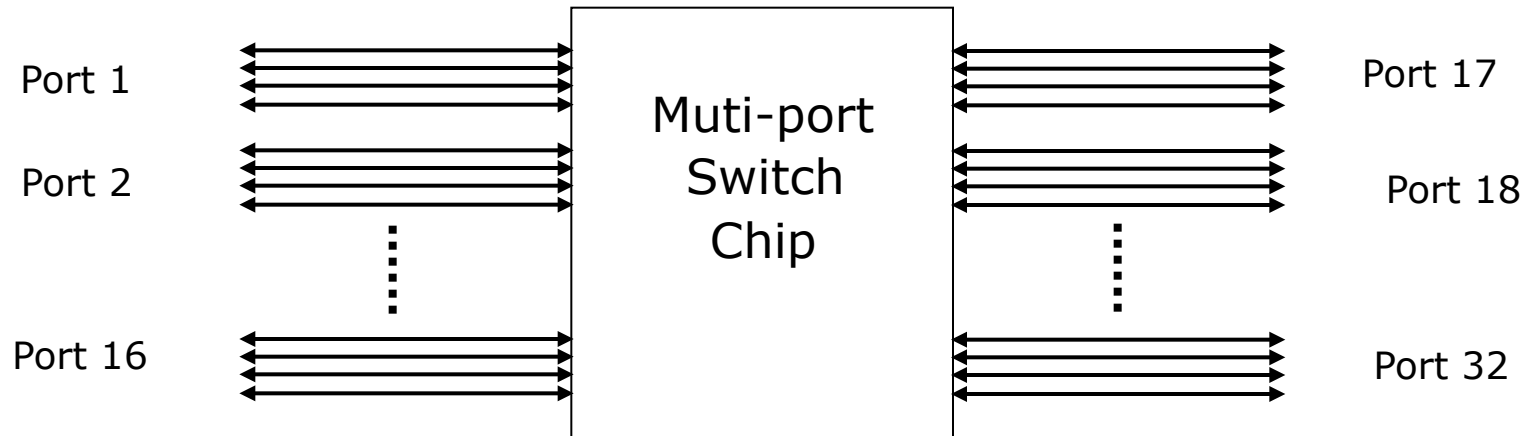 Port 1
Port 2
Port 16
Muti-port
Switch
Chip
Port 17
Port 18
Port 32